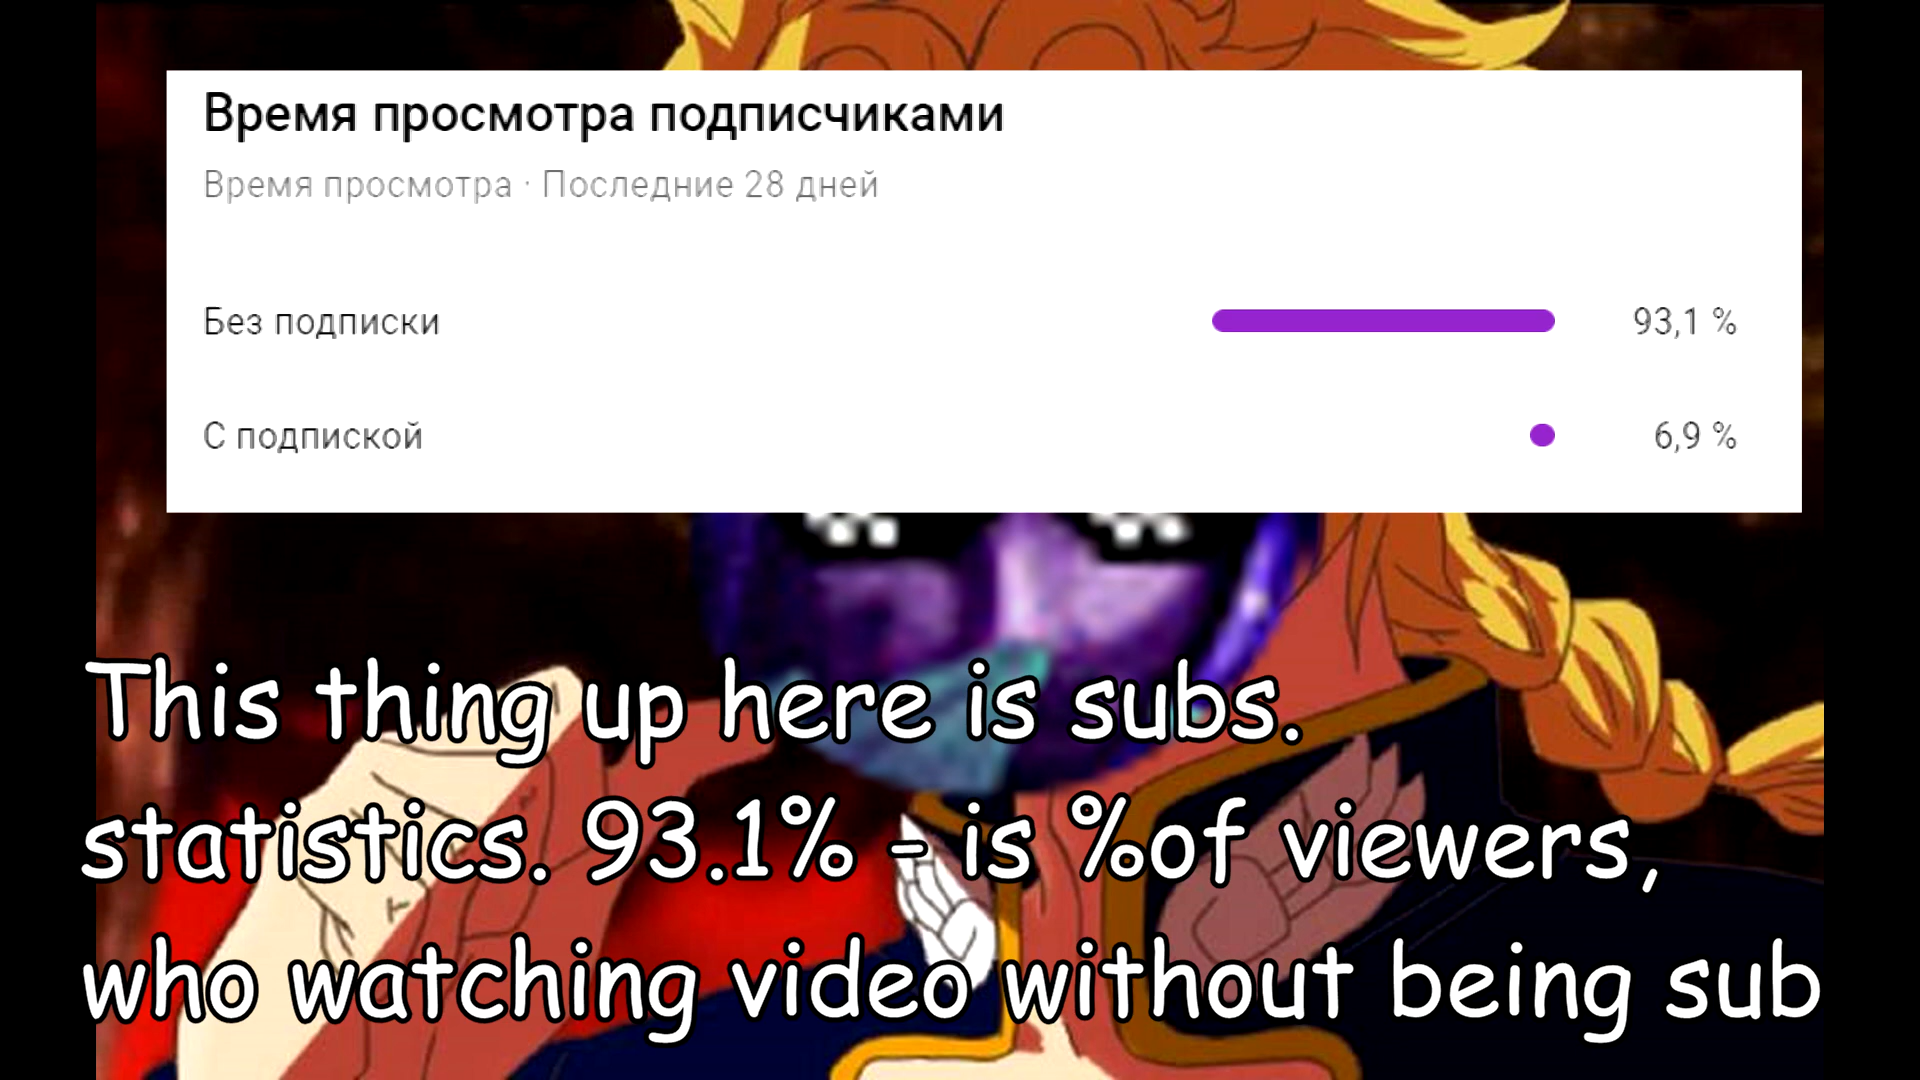 Время просмотра подписчиками
Время просмотра · Последние 28 дней
Без подписки 93,1 %
С подпиской 6,9 %
This thing up here is subs.
statistics. 93.1% - is %of viewers,
who watching video without being sub